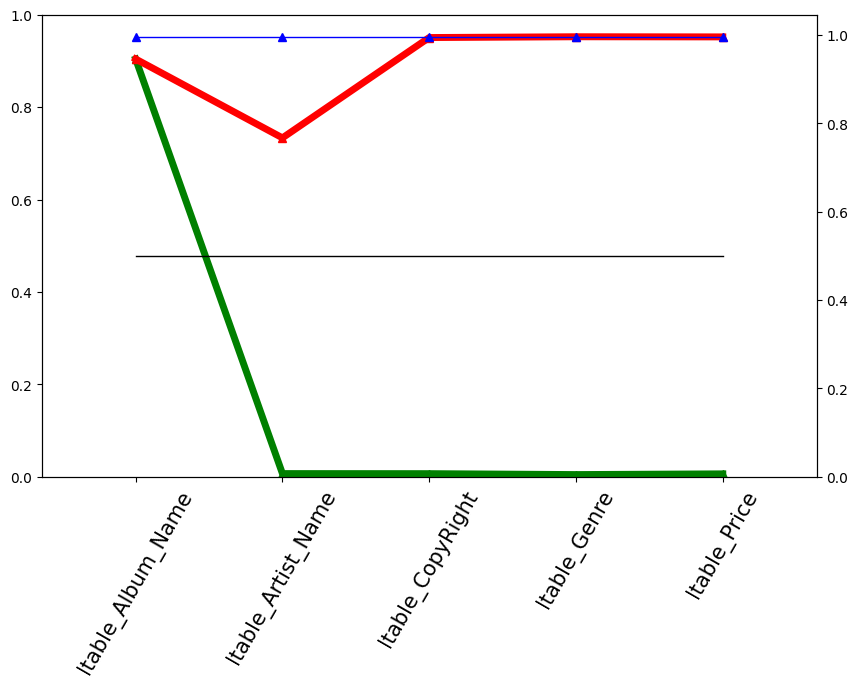 1.0
0.8
0.6
0.4
0.2
0.0
1.0
0.8
0.6
0.4
0.2
0.0
ltable_Album_Name
ltable_Artist_Name
ltable_CopyRight
ltable_Genre
ltable_Price